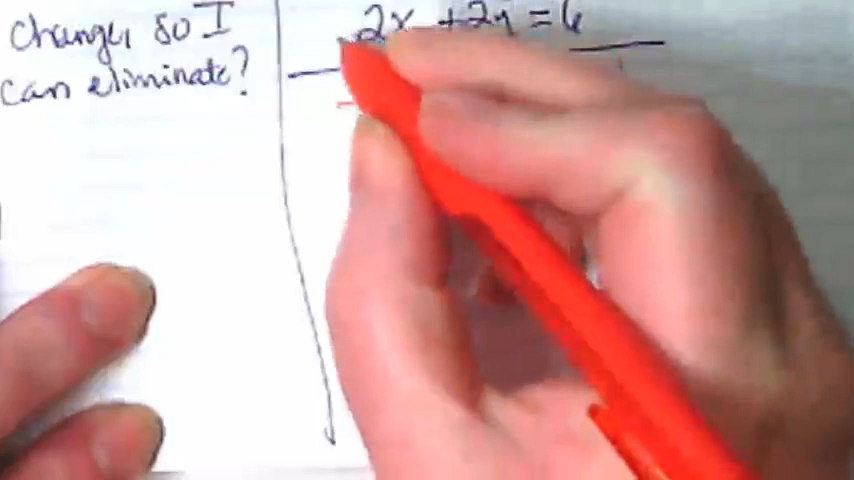 change, so I
can eliminate?
2x + 2y = 6